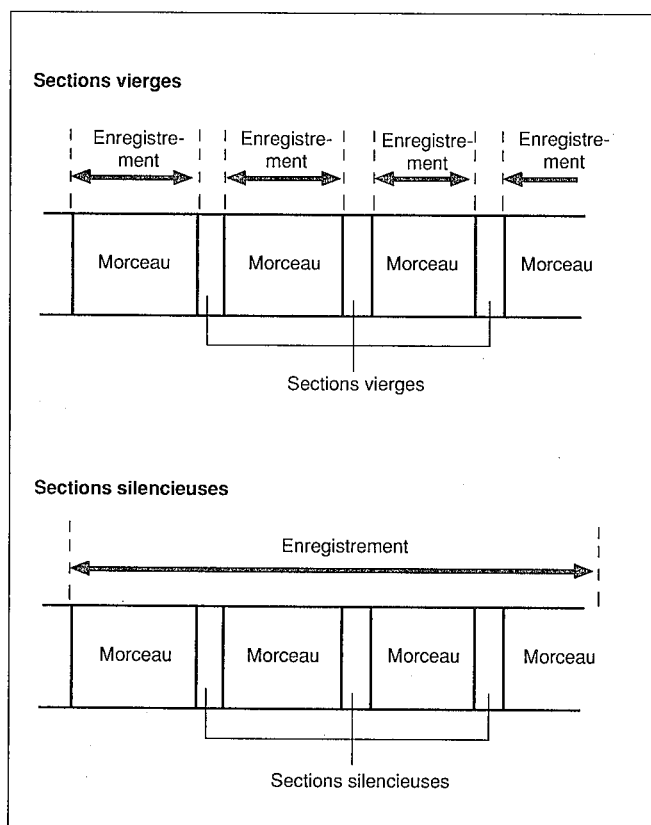 Sections vierges
Enregistre-
ment
Enregistre-
ment
Enregistre-
ment
Enregistre-
ment
Morceau Morceau Morceau Morceau
Sections vierges
Sections silencieuses
Enregistrement
Morceau Morceau Morceau Morceau
Sections silencieuses